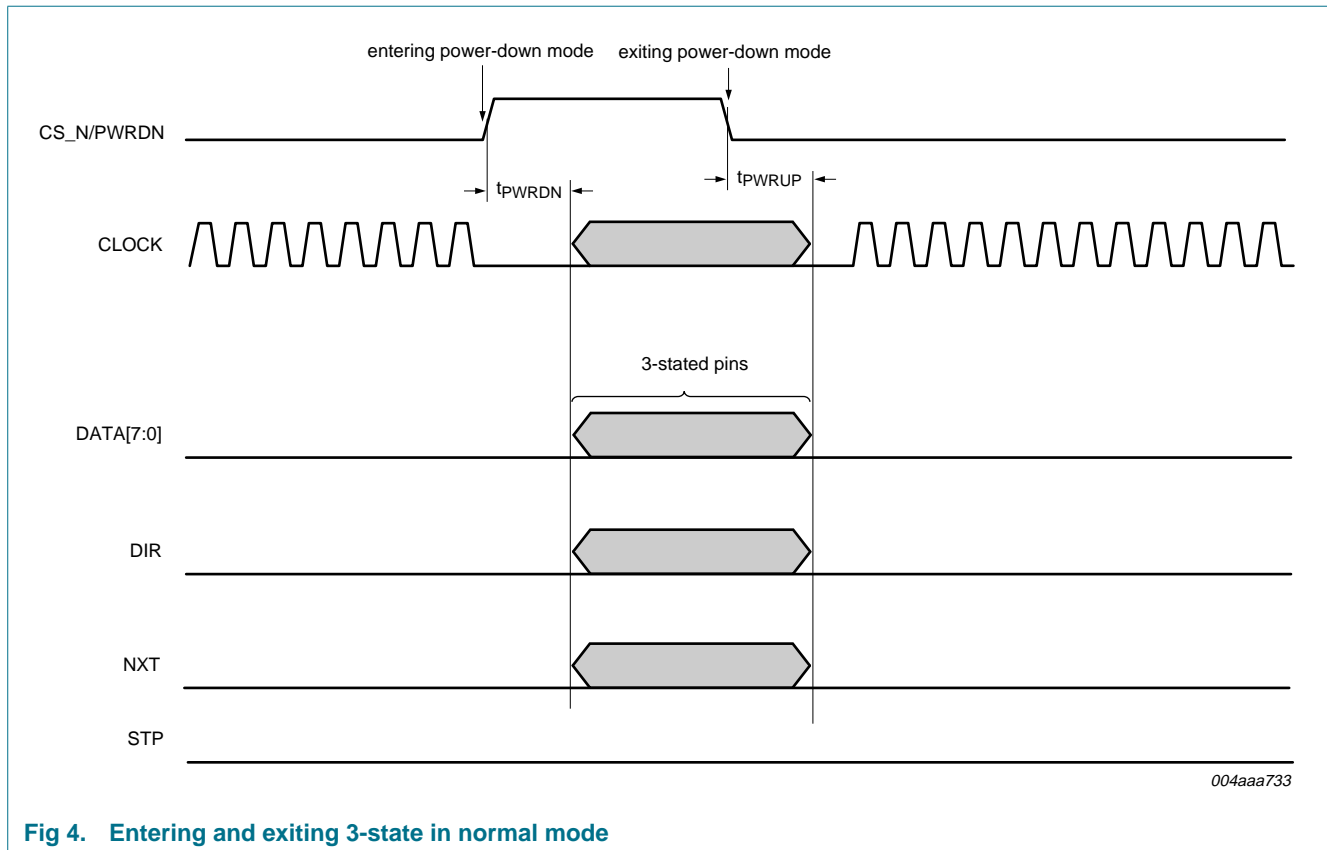 entering power-down mode
exiting power-down mode
CS_N/PWRDN
tPWRDN
tPWRUP
CLOCK
3-stated pins
DATA[7:0]
DIR
NXT
STP
004aaa733
Fig 4. Entering and exiting 3-state in normal mode